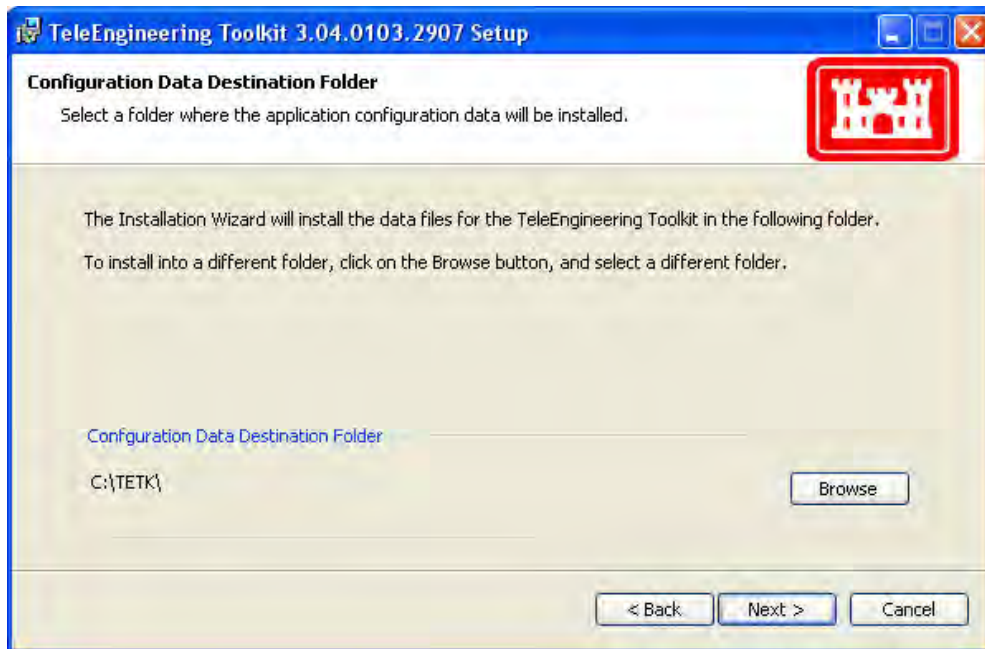 TeleEngineering Toolkit 3.04.0103.2907 Setup
Configuration Data Destination Folder
Select a folder where the application configuration data will be installed.
The Installation Wizard will install the data files for the TeleEngineering Toolkit in the following folder.
To install into a different folder, click on the Browse button, and select a different folder.
Confguration Data Destination Folder
C:\TETK\
Browse
< Back
Next >
Cancel